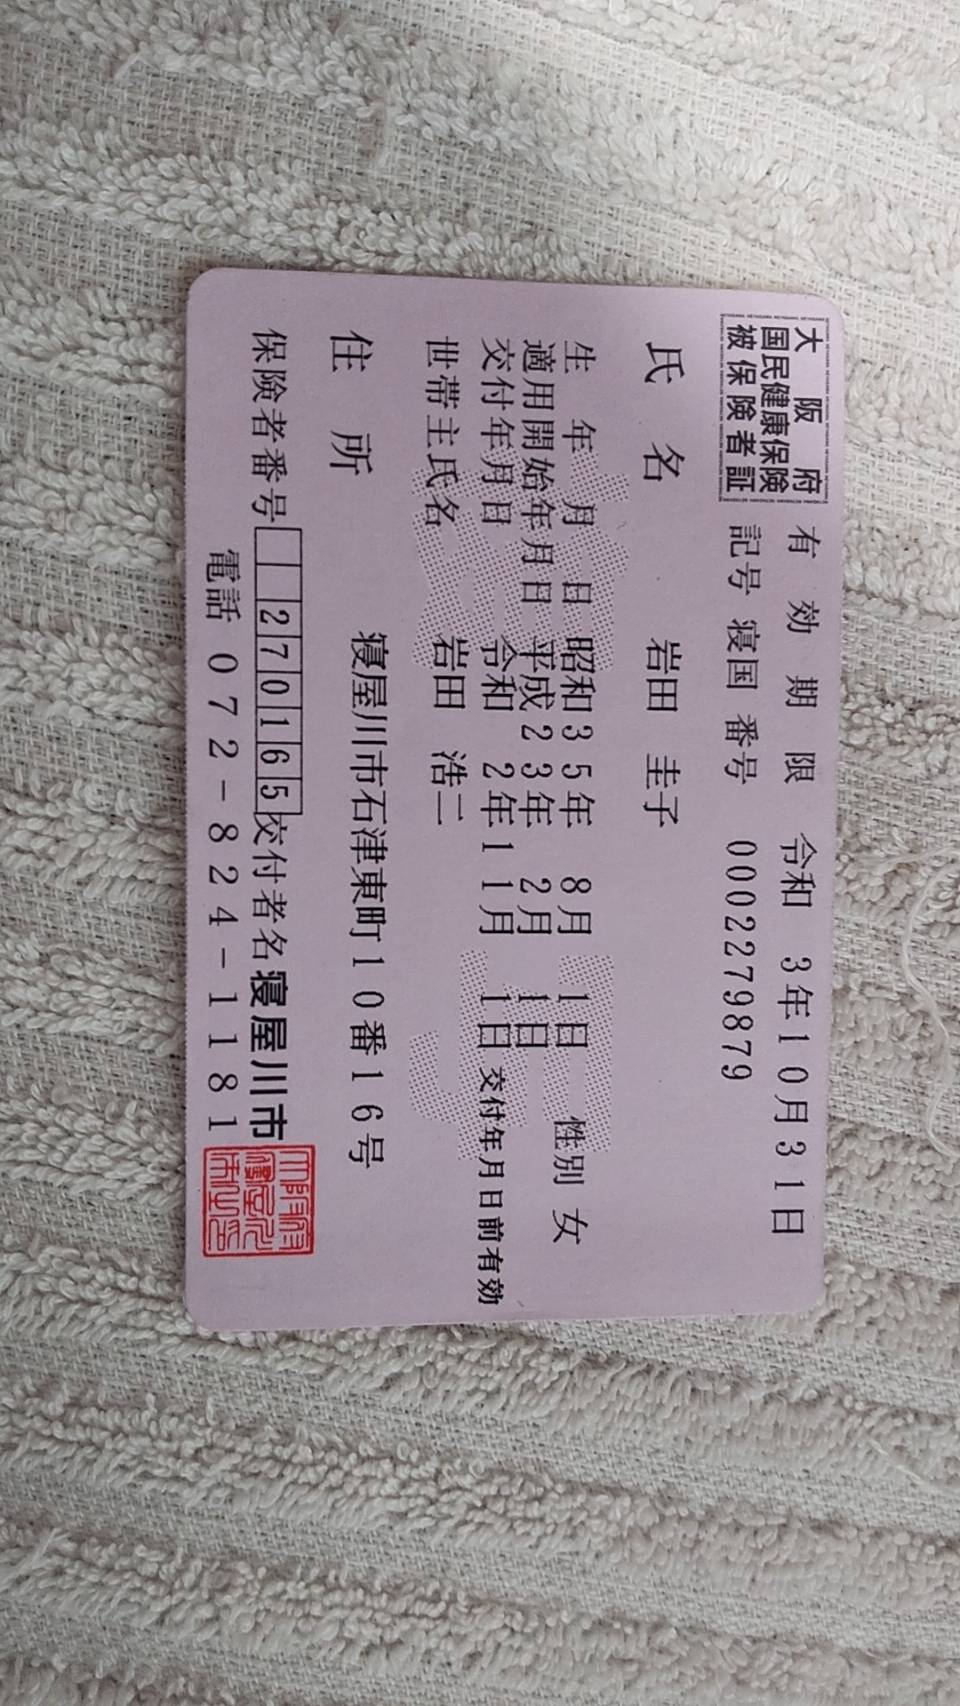 大阪府
国民健康保険
被保険者証
有効期限 令和 3年10月31日
記号 寝国 番号 0002279879
氏名 岩田 圭子
生年月日 昭和35年 8月 1日 性別 女
適用開始年月日 平成23年 2月 1日
交付年月日 令和 2年11月 1日 交付年月日前有効
世帯主氏名 岩田 浩二
住所 寝屋川市石津東町10番16号
保険者番号 270165 交付者名 寝屋川市
電話 072-824-1181